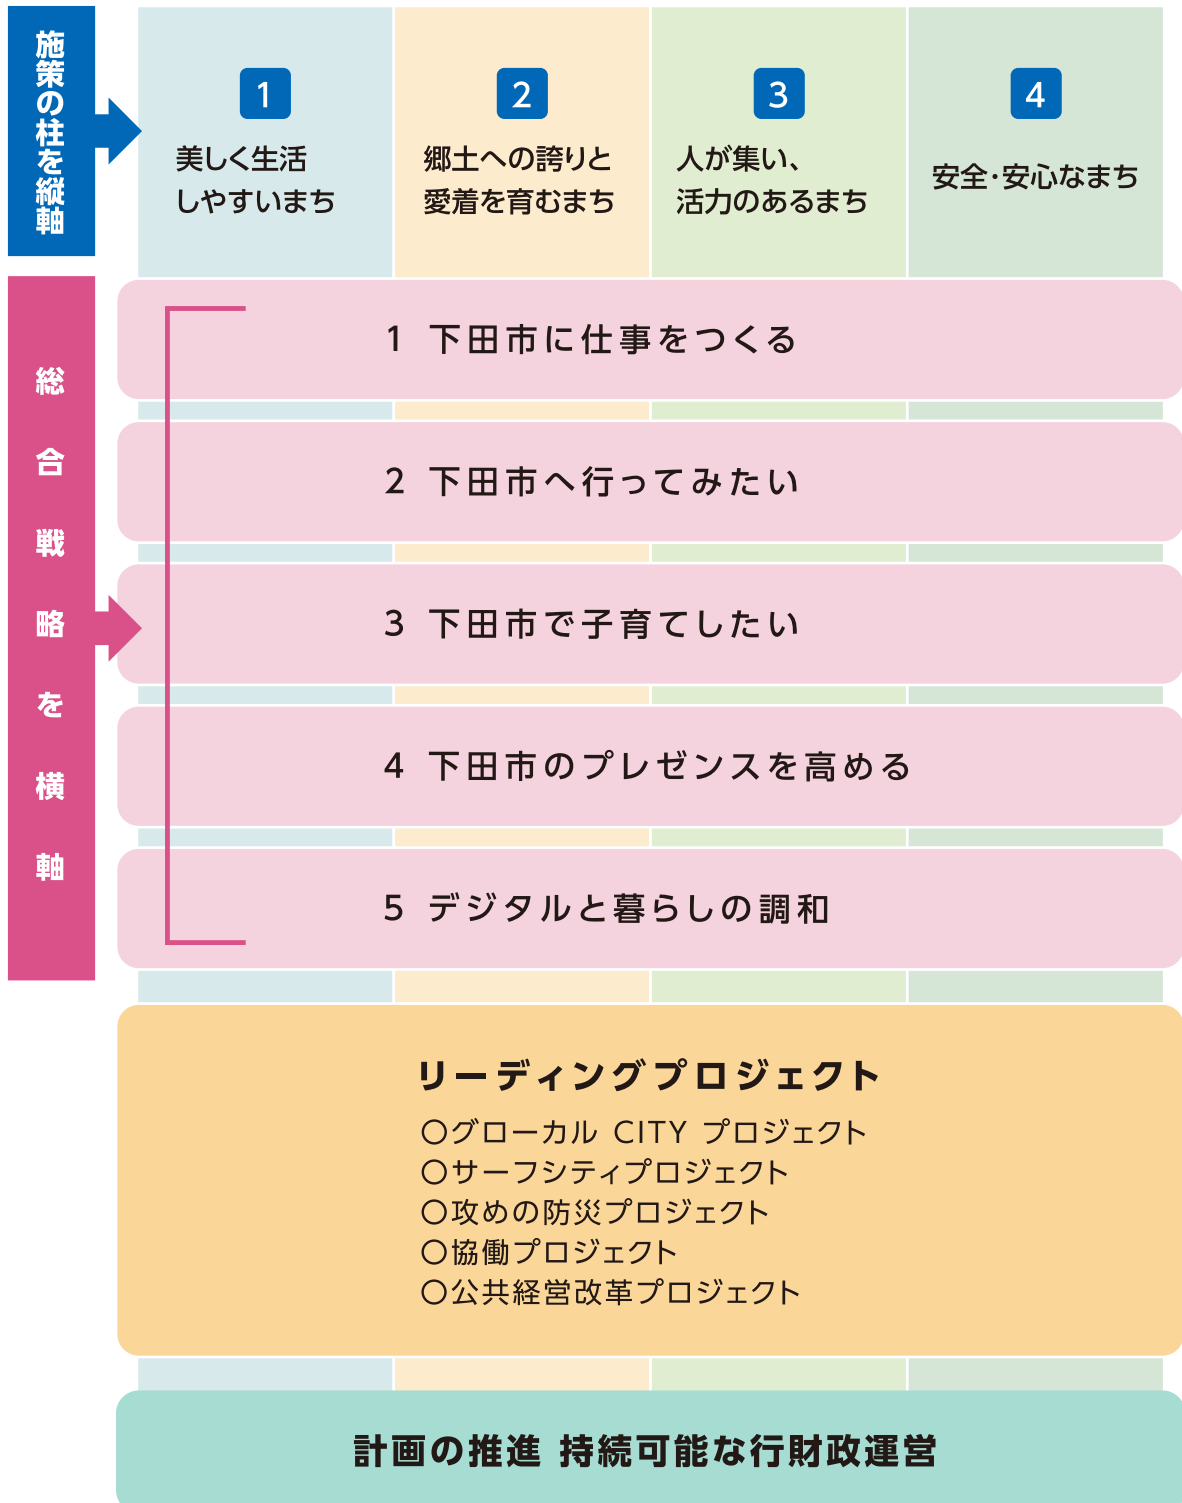 施策の柱を縦軸
1
美しく生活
しやすいまち
2
郷土への誇りと
愛着を育むまち
3
人が集い、
活力のあるまち
4
安全・安心なまち
総合戦略を横軸
1 下田市に仕事をつくる
2 下田市へ行ってみたい
3 下田市で子育てしたい
4 下田市のプレゼンスを高める
5 デジタルと暮らしの調和
リーディングプロジェクト
〇グローカル CITY プロジェクト
〇サーフシティプロジェクト
〇攻めの防災プロジェクト
〇協働プロジェクト
〇公共経営改革プロジェクト
計画の推進 持続可能な行財政運営